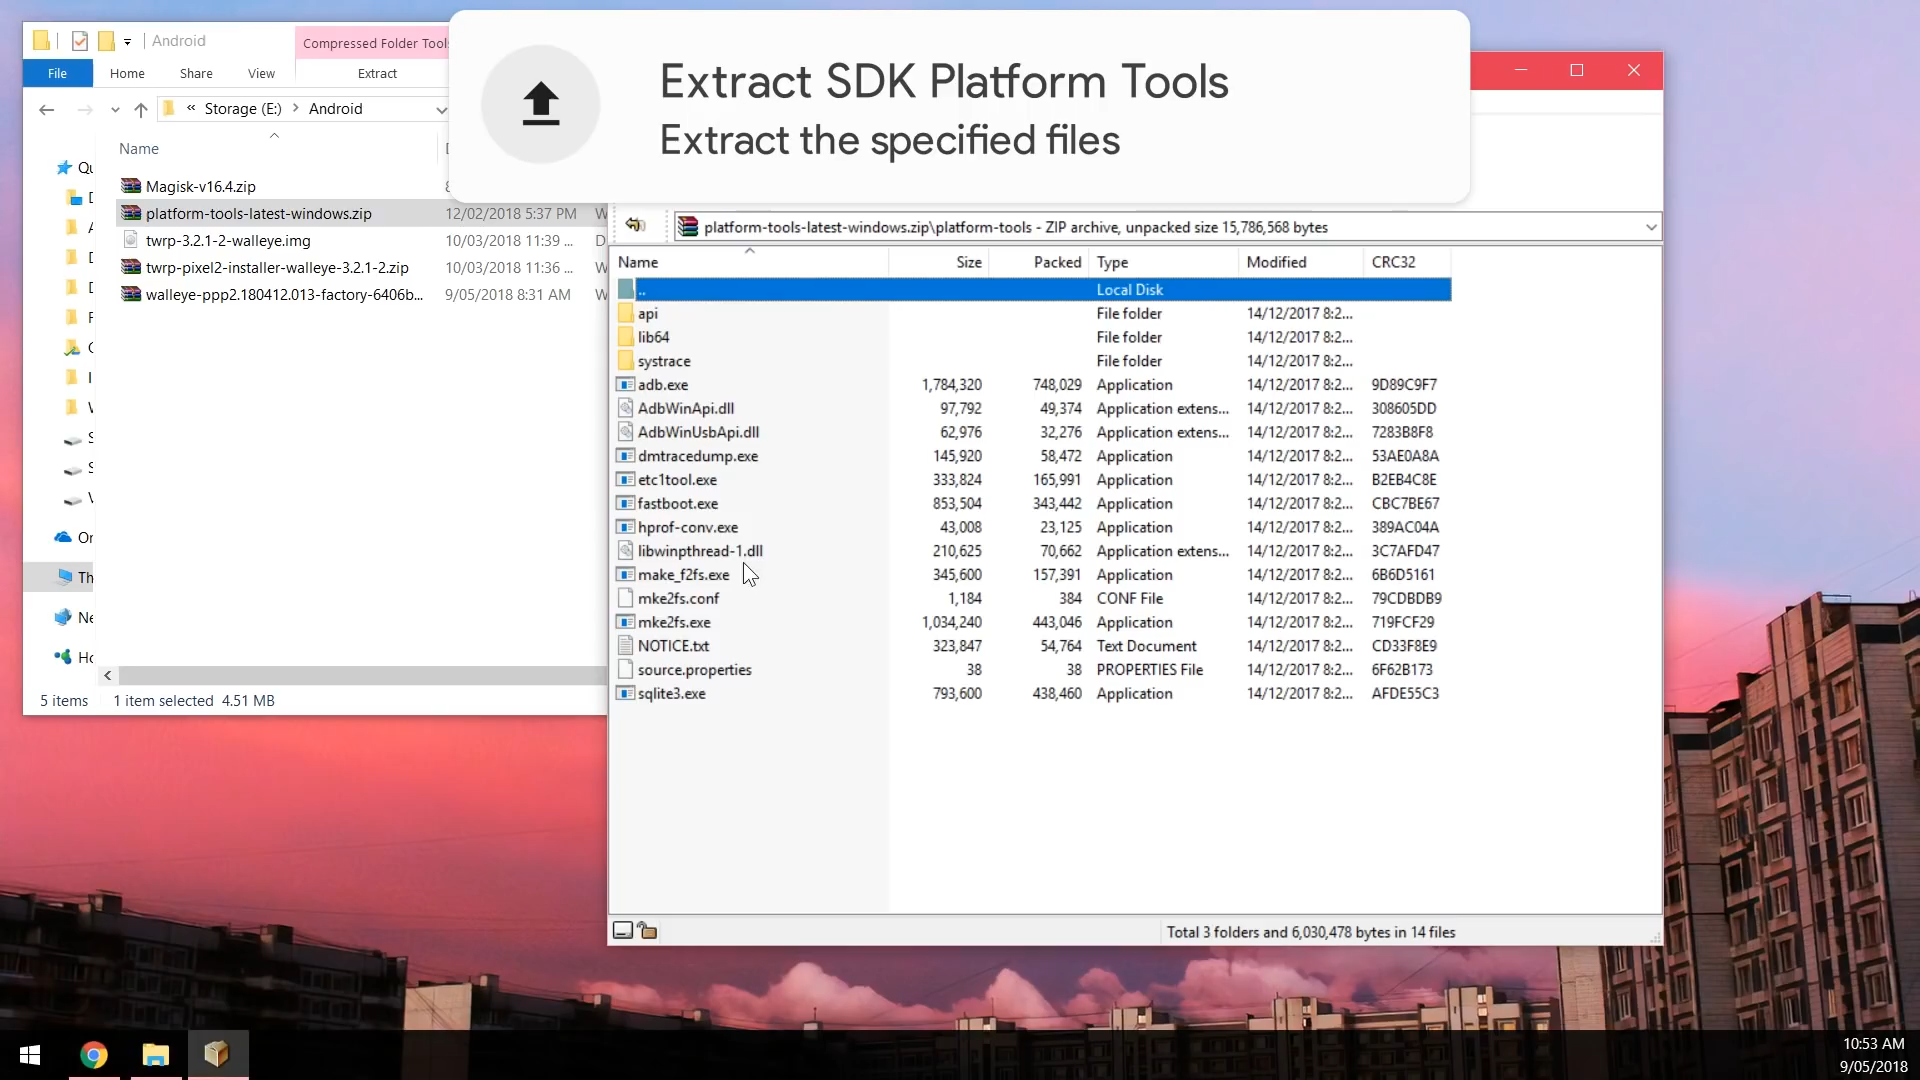 Android
Compressed Folder Tools
File
Home
Share
View
Extract
Storage (E:)
Android
Name
Magisk-v16.4.zip
platform-tools-latest-windows.zip 12/02/2018 5:37 PM
twrp-3.2.1-2-walleye.img 10/03/2018 11:39 ...
twrp-pixel2-installer-walleye-3.2.1-2.zip 10/03/2018 11:36 ...
walleye-ppp2.180412.013-factory-6406b... 9/05/2018 8:31 AM
5 items 1 item selected 4.51 MB
Extract SDK Platform Tools
Extract the specified files
platform-tools-latest-windows.zip\platform-tools - ZIP archive, unpacked size 15,786,568 bytes
Name Size Packed Type Modified CRC32
.. Local Disk
api File folder 14/12/2017 8:2...
lib64 File folder 14/12/2017 8:2...
systrace File folder 14/12/2017 8:2...
adb.exe 1,784,320 748,029 Application 14/12/2017 8:2... 9D89C9F7
AdbWinApi.dll 97,792 49,374 Application extens... 14/12/2017 8:2... 308605DD
AdbWinUsbApi.dll 62,976 32,276 Application extens... 14/12/2017 8:2... 7283B8F8
dmtracedump.exe 145,920 58,472 Application 14/12/2017 8:2... 53AE0A8A
etc1tool.exe 333,824 165,991 Application 14/12/2017 8:2... B2EB4C8E
fastboot.exe 853,504 343,442 Application 14/12/2017 8:2... CBC7BE67
hprof-conv.exe 43,008 23,125 Application 14/12/2017 8:2... 389AC04A
libwinpthread-1.dll 210,625 70,662 Application extens... 14/12/2017 8:2... 3C7AFD47
make_f2fs.exe 345,600 157,391 Application 14/12/2017 8:2... 6B6D5161
mke2fs.conf 1,184 384 CONF File 14/12/2017 8:2... 79CDBDB9
mke2fs.exe 1,034,240 443,046 Application 14/12/2017 8:2... 719FCF29
NOTICE.txt 323,847 54,764 Text Document 14/12/2017 8:2... CD33F8E9
source.properties 38 38 PROPERTIES File 14/12/2017 8:2... 6F62B173
sqlite3.exe 793,600 438,460 Application 14/12/2017 8:2... AFDE55C3
Total 3 folders and 6,030,478 bytes in 14 files
10:53 AM
9/05/2018